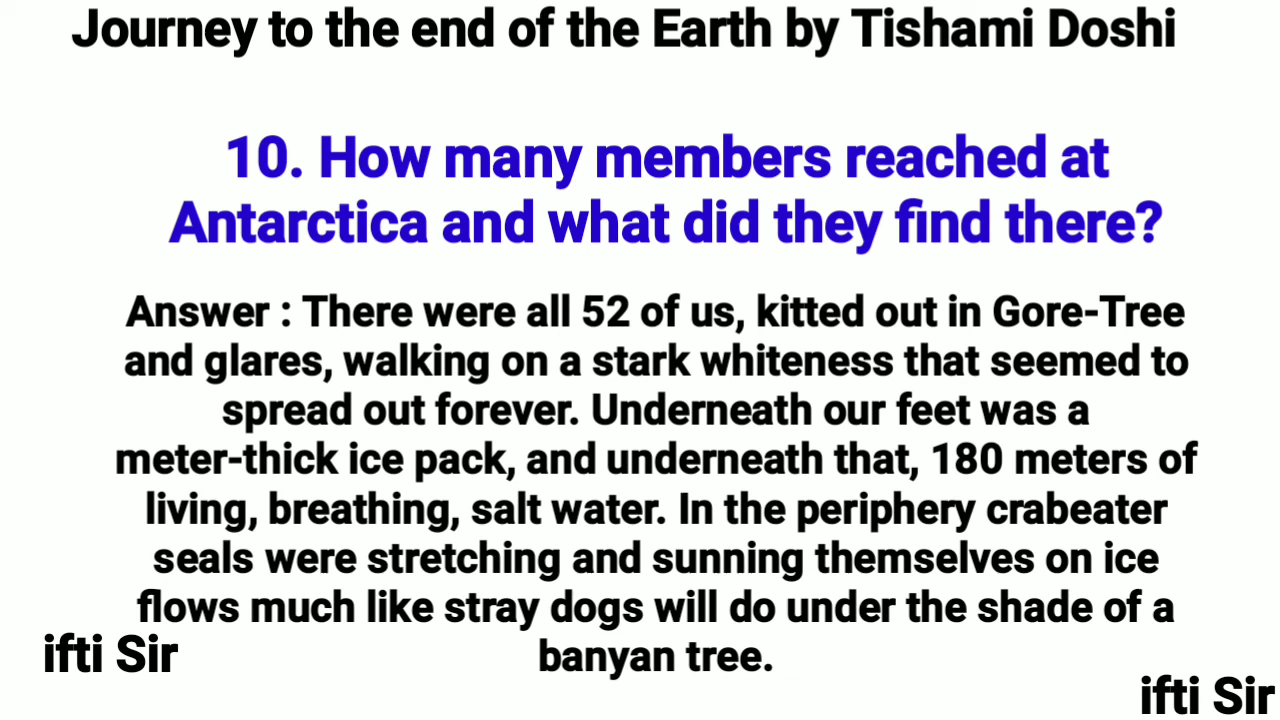 Journey to the end of the Earth by Tishami Doshi
10. How many members reached at
Antarctica and what did they find there?
Answer : There were all 52 of us, kitted out in Gore-Tree
and glares, walking on a stark whiteness that seemed to
spread out forever. Underneath our feet was a
meter-thick ice pack, and underneath that, 180 meters of
living, breathing, salt water. In the periphery crabeater
seals were stretching and sunning themselves on ice
flows much like stray dogs will do under the shade of a
banyan tree.
ifti Sir
ifti Sir